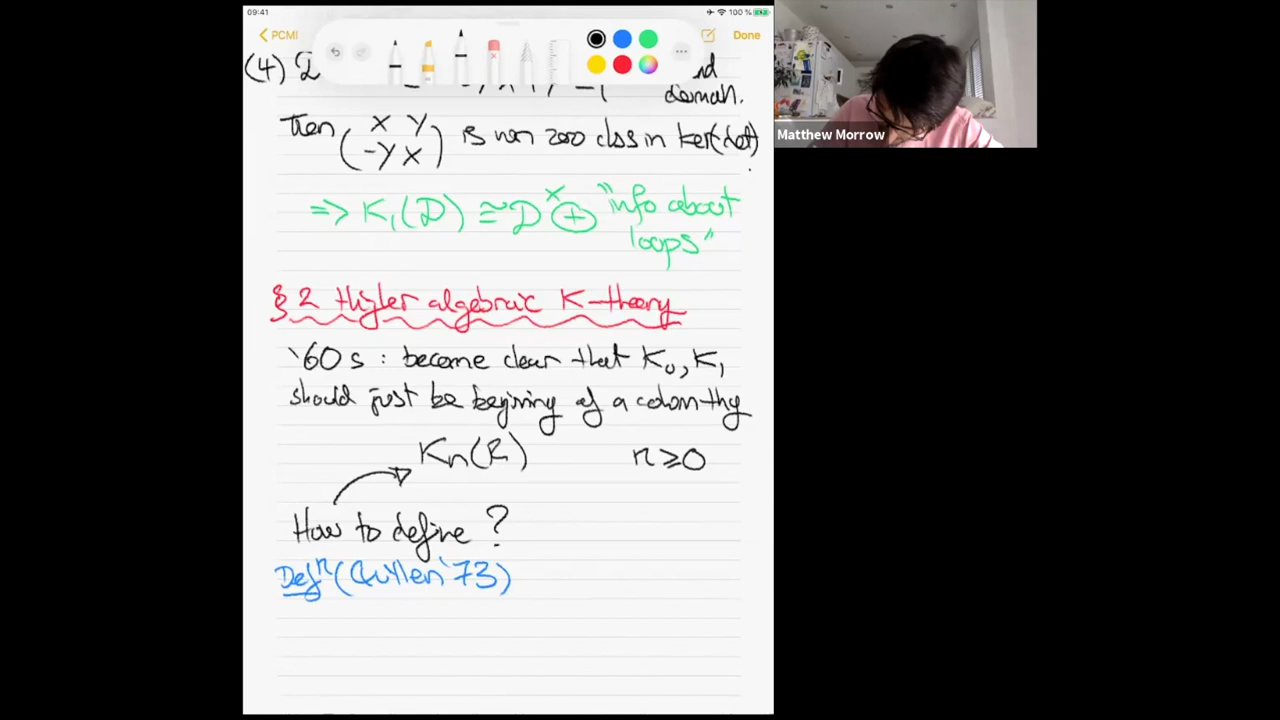 09:41
100 %
PCMI
Done
(4)
demah.
Then ( X Y
-Y X ) is non zero class in Ker(det)
=> K₁(D) ≅ D^× ⊕ "info about
loops"
§2 Higher algebraic K-theory
'60s: become clear that K₀, K₁
should just be begining of a cohom thy
Kn(R) n ≥ 0
How to define ?
Defⁿ (Quillen '73)
Matthew Morrow